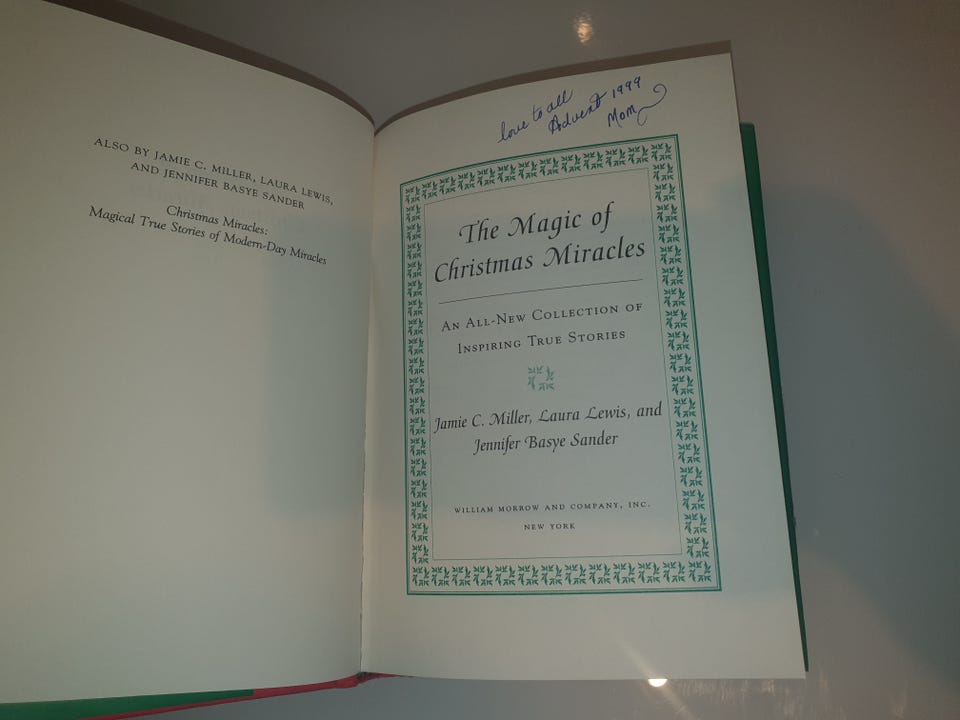 ALSO BY JAMIE C. MILLER, LAURA LEWIS,
AND JENNIFER BASYE SANDER
Christmas Miracles:
Magical True Stories of Modern-Day Miracles
love to all
Advent 1999
Mom
The Magic of
Christmas Miracles
An All-New Collection of
Inspiring True Stories
Jamie C. Miller, Laura Lewis, and
Jennifer Basye Sander
WILLIAM MORROW AND COMPANY, INC.
NEW YORK